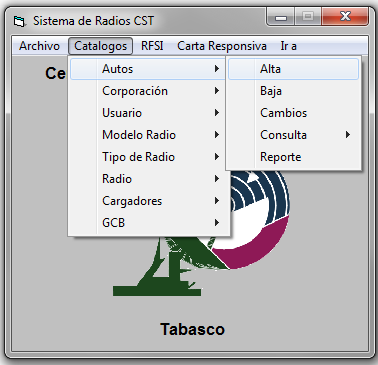 Sistema de Radios CST
Archivo Catalogos RFSI Carta Responsiva Ir a
Ce
Autos
Corporación
Usuario
Modelo Radio
Tipo de Radio
Radio
Cargadores
GCB
Alta
Baja
Cambios
Consulta
Reporte
Tabasco